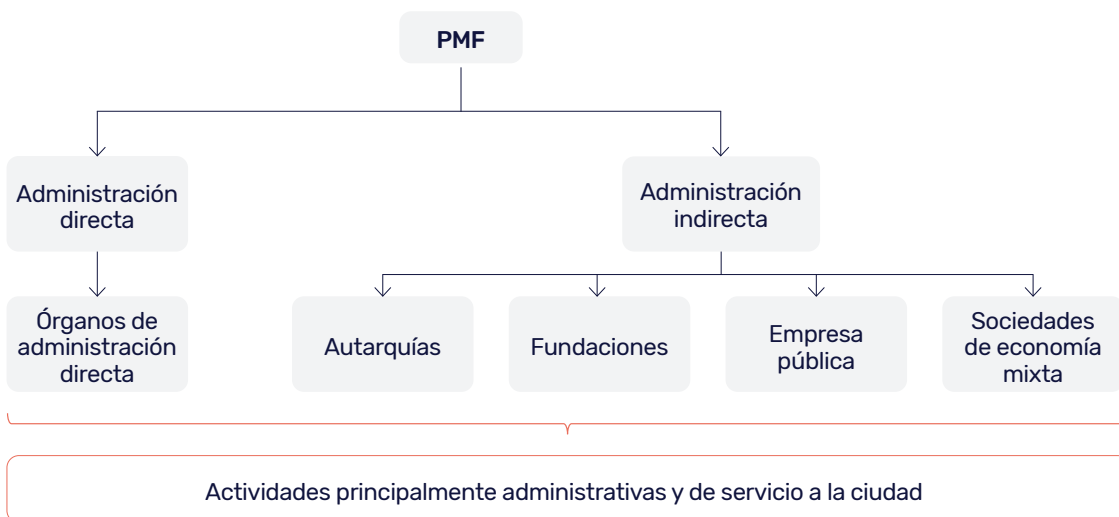 PMF
Administración
directa
Administración
indirecta
Órganos de
administración
directa
Autarquías
Fundaciones
Empresa
pública
Sociedades
de economía
mixta
Actividades principalmente administrativas y de servicio a la ciudad